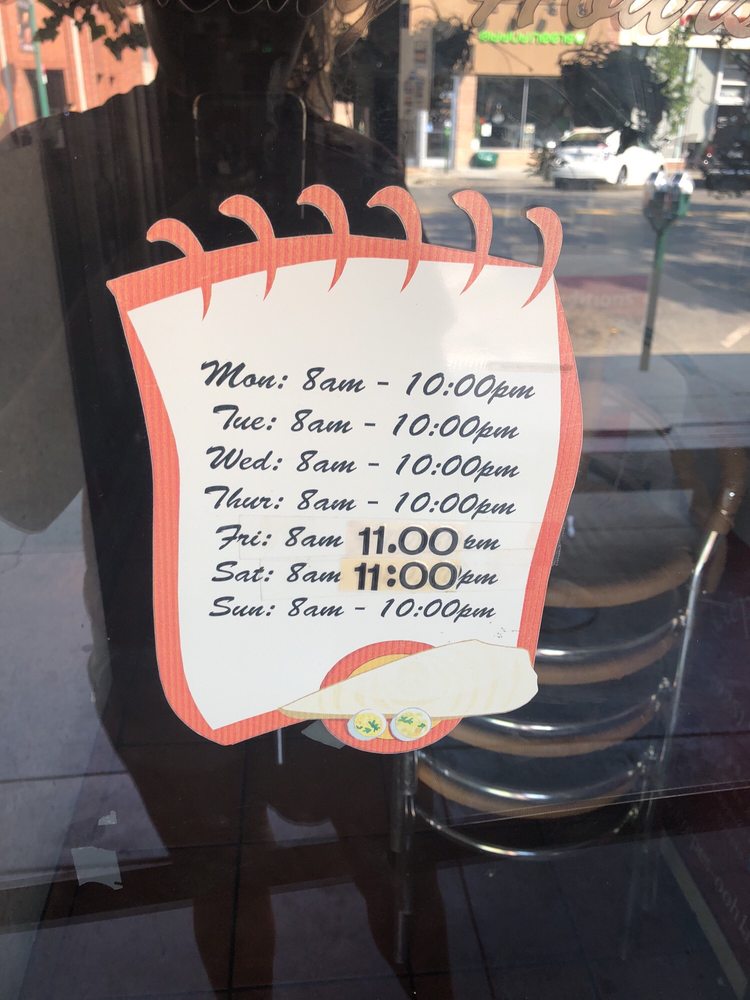 Hours
Mon: 8am - 10:00pm
Tue: 8am - 10:00pm
Wed: 8am - 10:00pm
Thur: 8am - 10:00pm
Fri: 8am 11.00 pm
Sat: 8am 11:00pm
Sun: 8am - 10:00pm